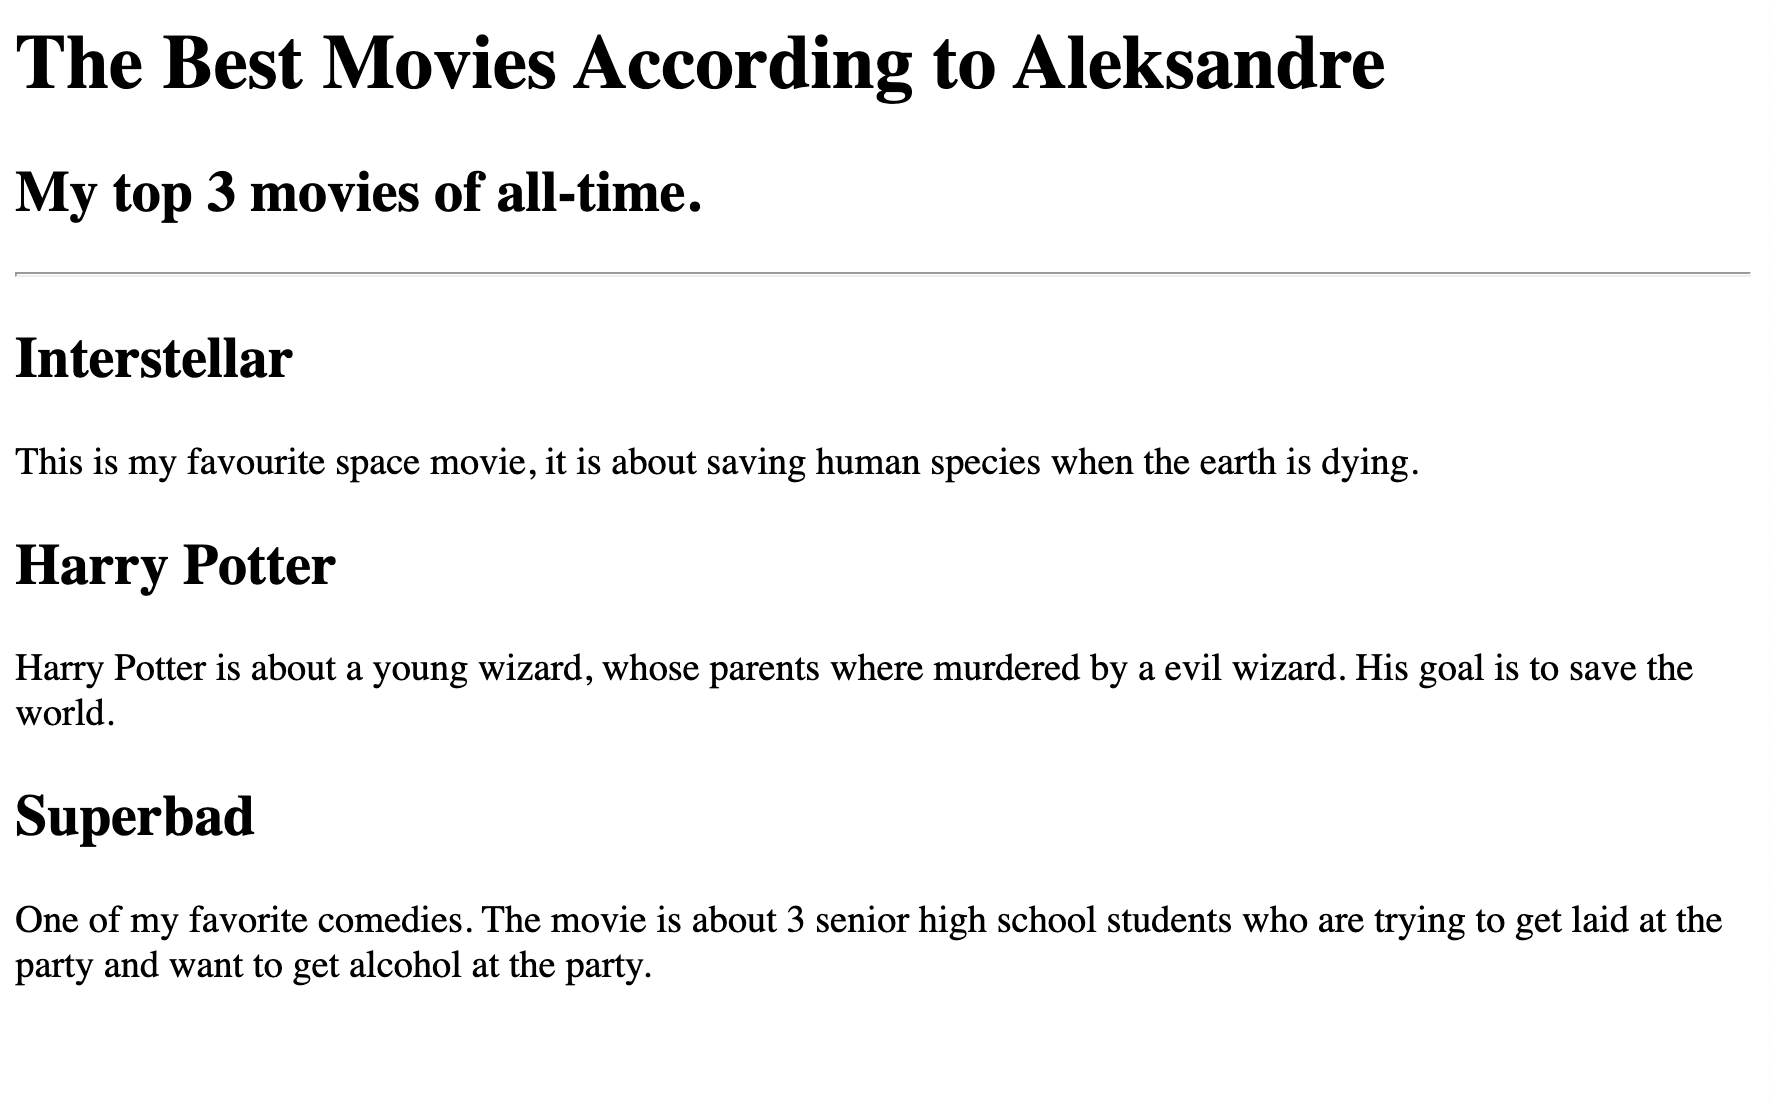 The Best Movies According to Aleksandre
My top 3 movies of all-time.
Interstellar
This is my favourite space movie, it is about saving human species when the earth is dying.
Harry Potter
Harry Potter is about a young wizard, whose parents where murdered by a evil wizard. His goal is to save the
world.
Superbad
One of my favorite comedies. The movie is about 3 senior high school students who are trying to get laid at the
party and want to get alcohol at the party.